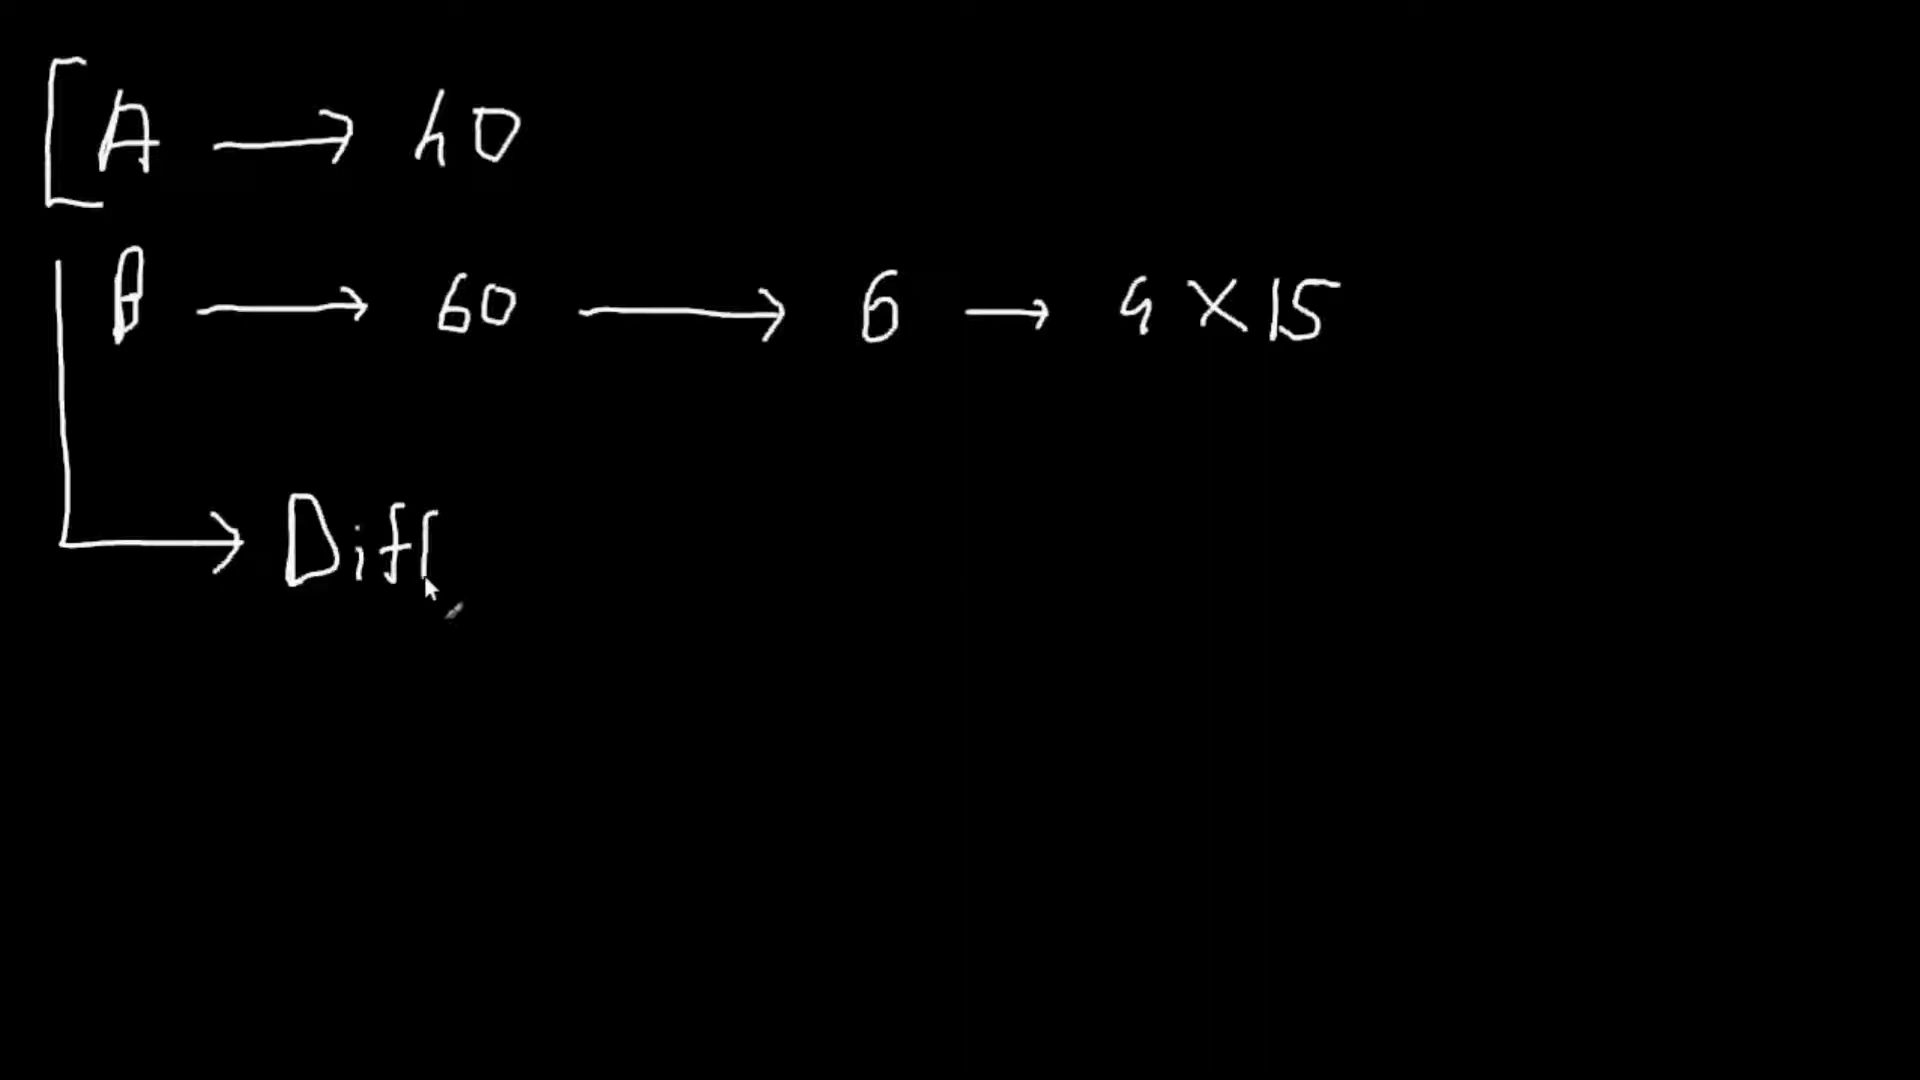 A → 40
B → 60 → 6 → 4 × 15
→ Diff